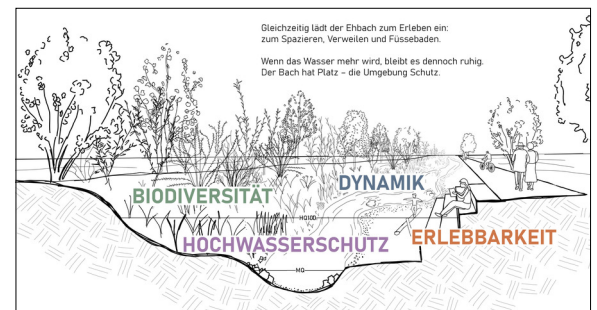 Gleichzeitig lädt der Ehbach zum Erleben ein:
zum Spazieren, Verweilen und Füssebaden.
Wenn das Wasser mehr wird, bleibt es dennoch ruhig.
Der Bach hat Platz – die Umgebung Schutz.
DYNAMIK
BIODIVERSITÄT
HQ100
ERLEBBARKEIT
HOCHWASSERSCHUTZ
MQ